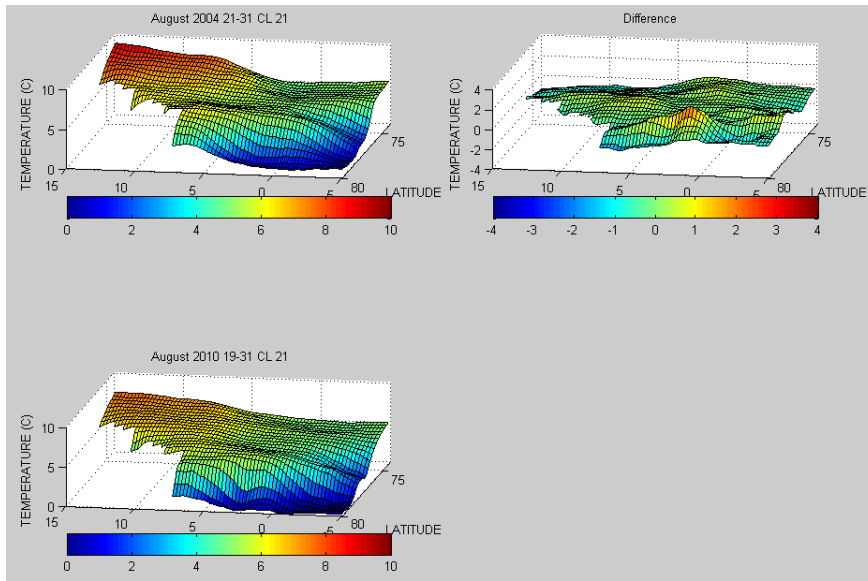 August 2004 21-31 CL 21
TEMPERATURE (C)
10
5
0
15
10
5
0
5
80
75
LATITUDE
0 2 4 6 8 10
Difference
TEMPERATURE (C)
4
2
0
-2
-4
15
10
5
0
5
80
75
LATITUDE
-4 -3 -2 -1 0 1 2 3 4
August 2010 19-31 CL 21
TEMPERATURE (C)
10
5
0
15
10
5
0
5
80
75
LATITUDE
0 2 4 6 8 10